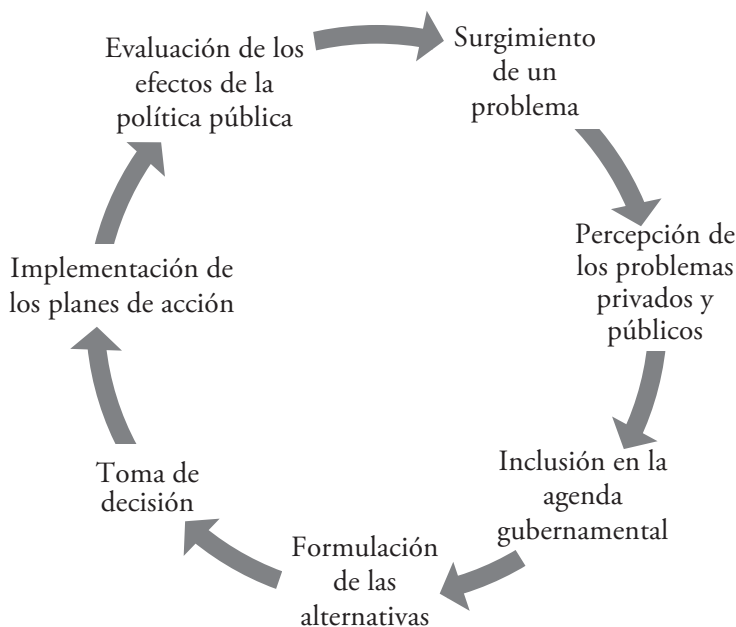 Evaluación de los
efectos de la
política pública
Surgimiento
de un
problema
Percepción de
los problemas
privados y
públicos
Inclusión en la
agenda
gubernamental
Formulación
de las
alternativas
Toma de
decisión
Implementación de
los planes de acción